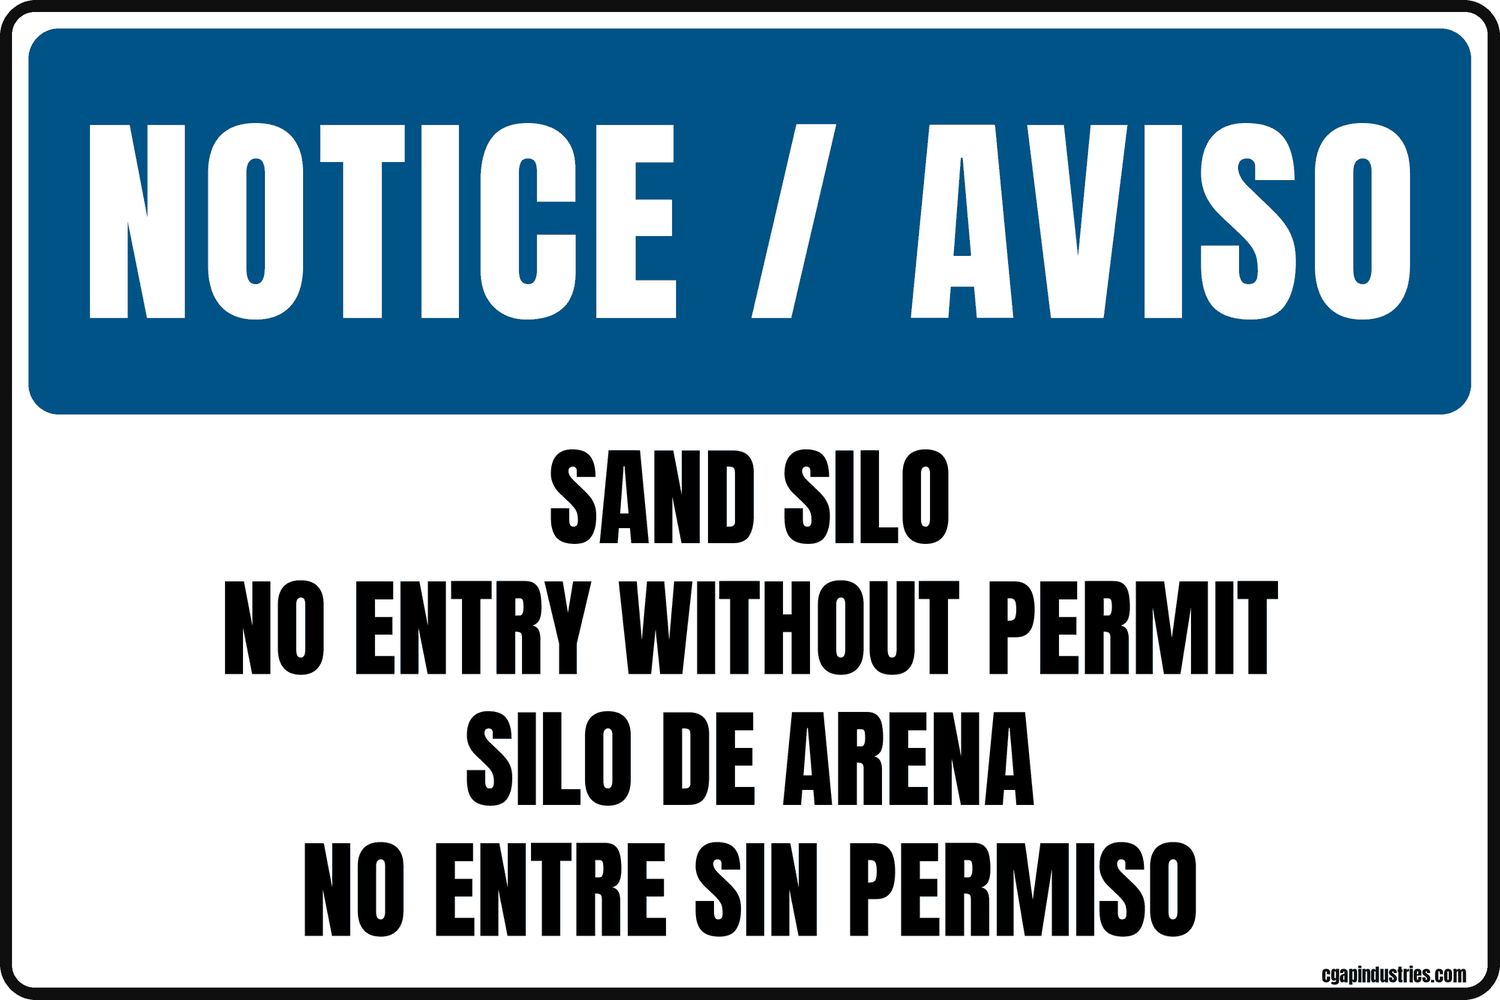 NOTICE / AVISO
SAND SILO
NO ENTRY WITHOUT PERMIT
SILO DE ARENA
NO ENTRE SIN PERMISO
cgapindustries.com